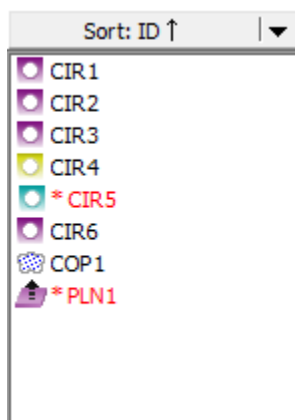 Sort: ID ↑
CIR1
CIR2
CIR3
CIR4
* CIR5
CIR6
COP1
* PLN1